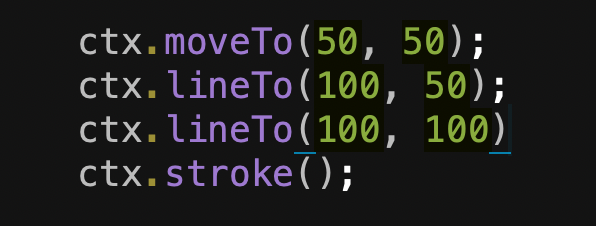 ctx.moveTo(50, 50);
ctx.lineTo(100, 50);
ctx.lineTo(100, 100)
ctx.stroke();